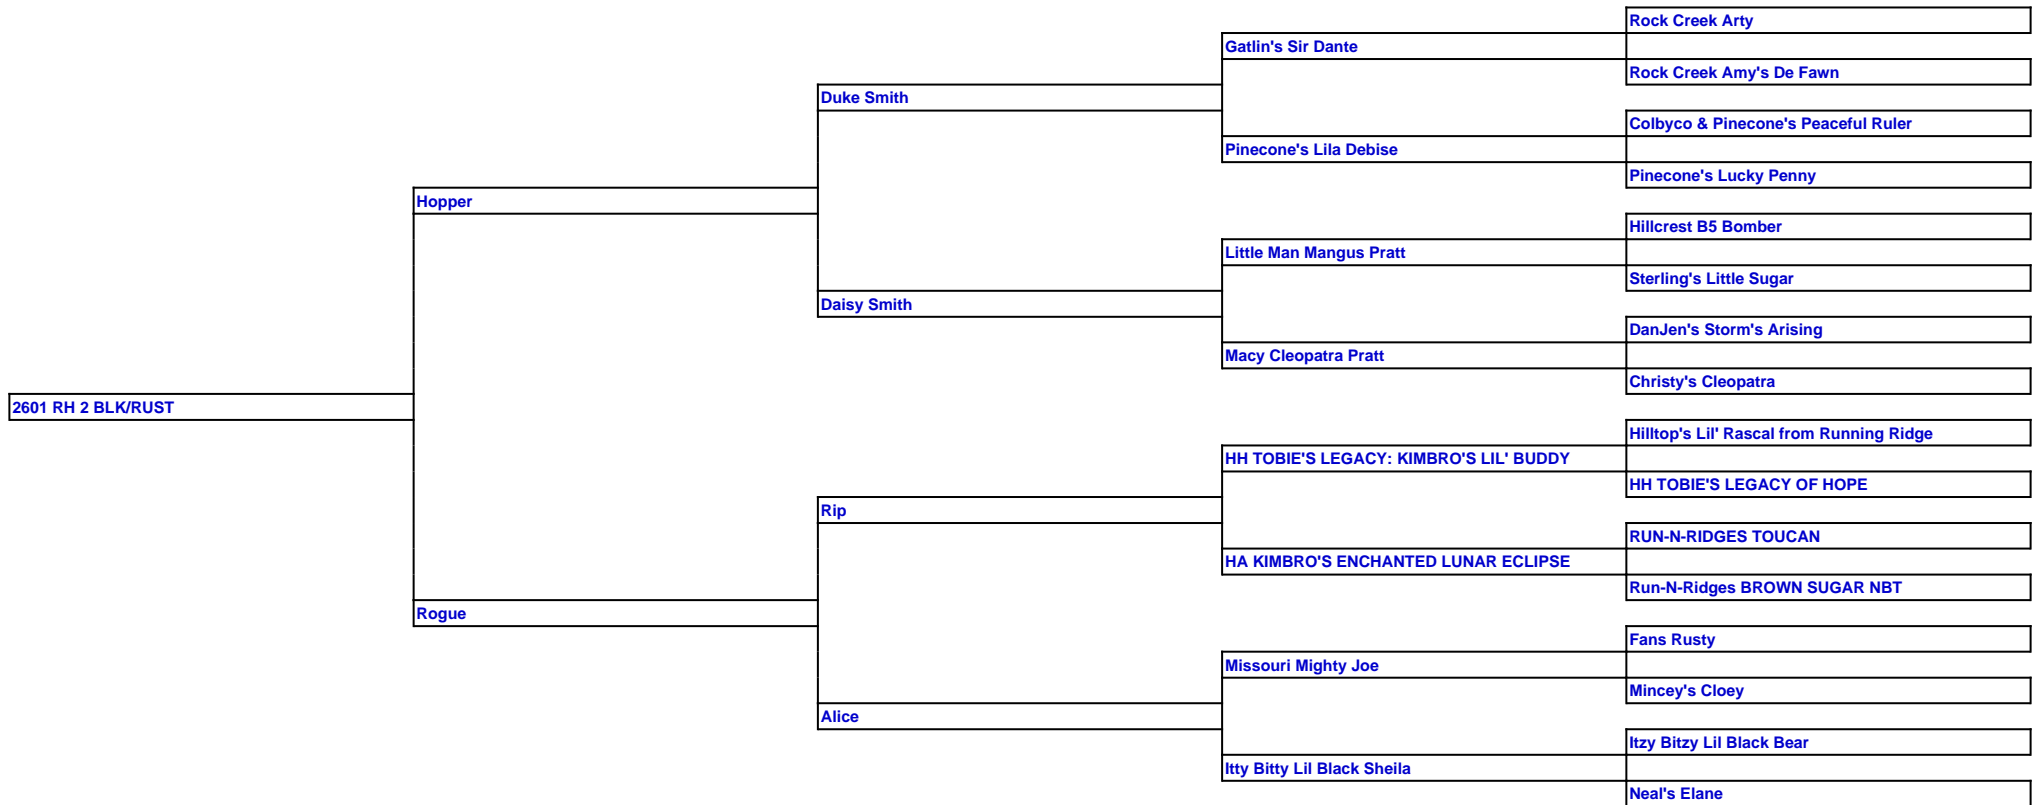 Rock Creek Arty
Gatlin's Sir Dante
Rock Creek Amy's De Fawn
Duke Smith
Colbyco & Pinecone's Peaceful Ruler
Pinecone's Lila Debise
Pinecone's Lucky Penny
Hopper
Hillcrest B5 Bomber
Little Man Mangus Pratt
Sterling's Little Sugar
Daisy Smith
DanJen's Storm's Arising
Macy Cleopatra Pratt
Christy's Cleopatra
2601 RH 2 BLK/RUST
Hilltop's Lil' Rascal from Running Ridge
HH TOBIE'S LEGACY: KIMBRO'S LIL' BUDDY
HH TOBIE'S LEGACY OF HOPE
Rip
RUN-N-RIDGES TOUCAN
HA KIMBRO'S ENCHANTED LUNAR ECLIPSE
Run-N-Ridges BROWN SUGAR NBT
Rogue
Fans Rusty
Missouri Mighty Joe
Mincey's Cloey
Alice
Itzy Bitzy Lil Black Bear
Itty Bitty Lil Black Sheila
Neal's Elane